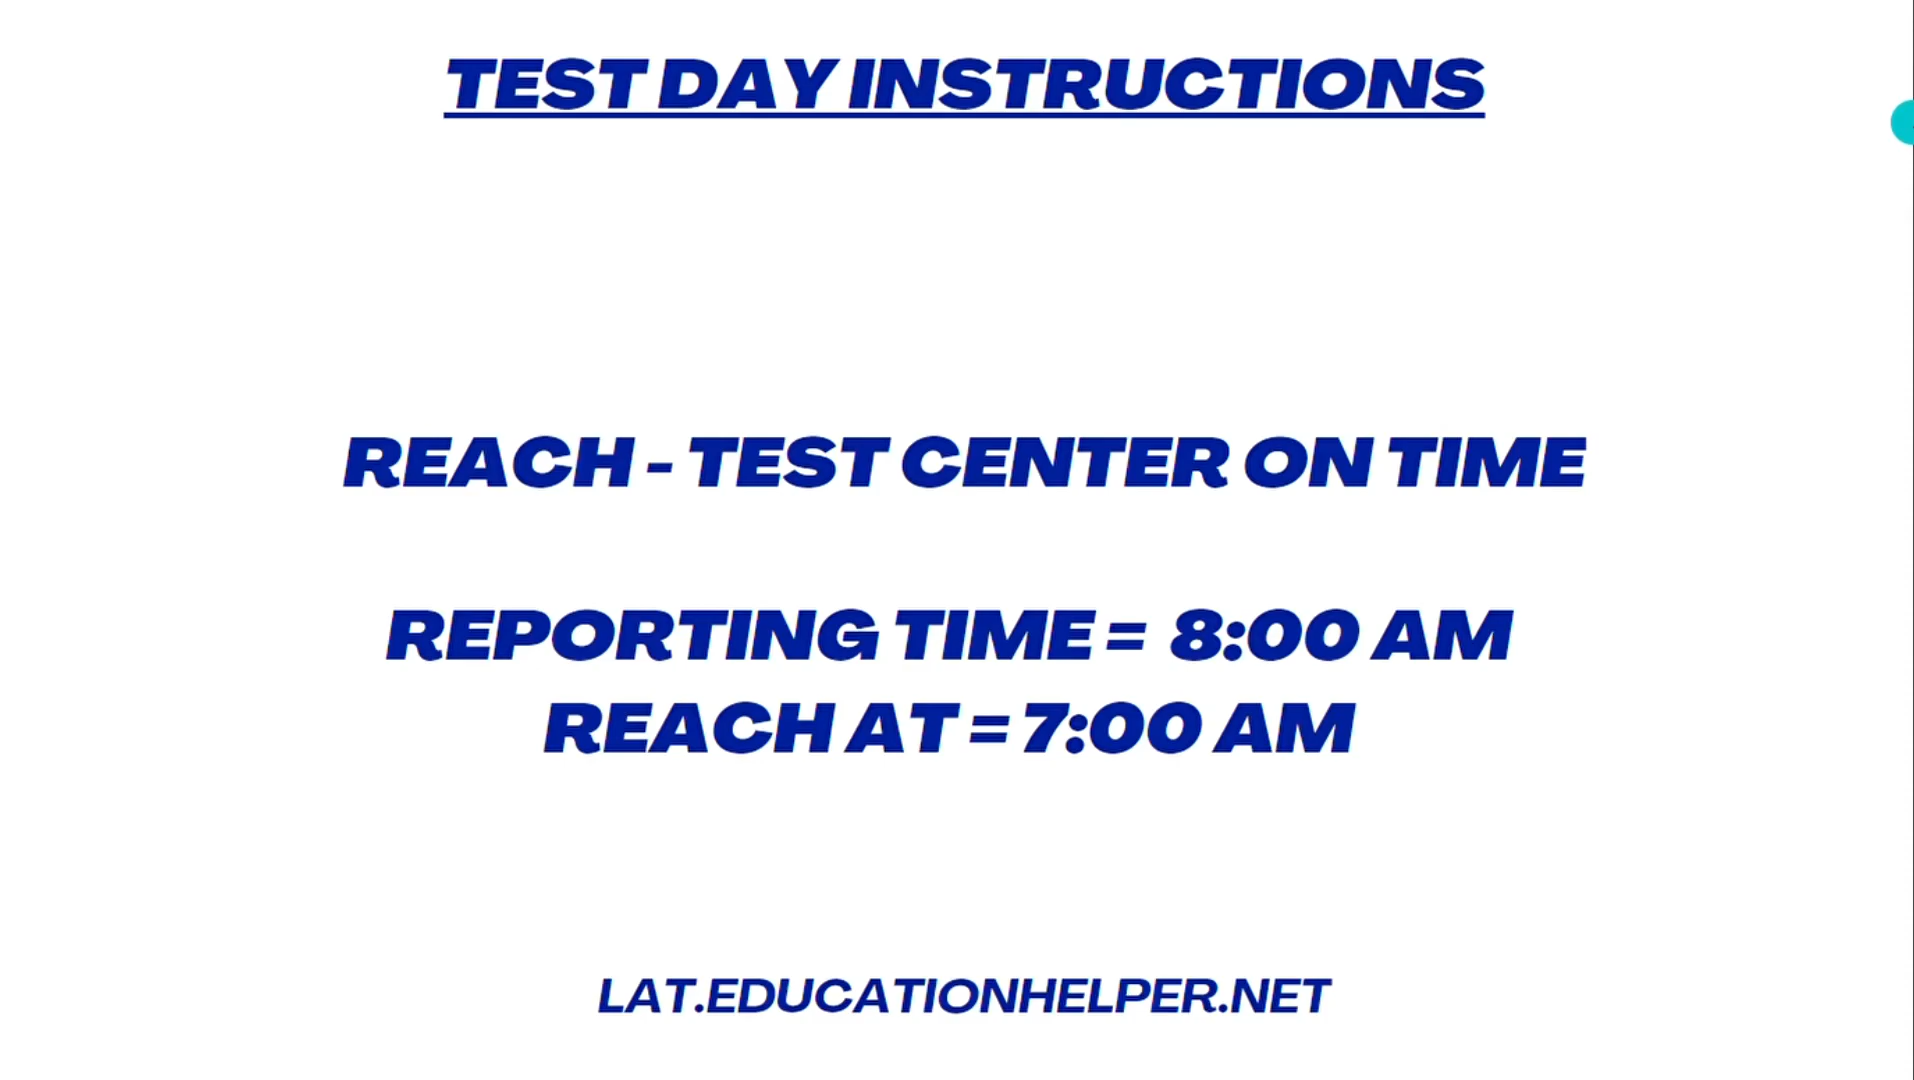 TEST DAY INSTRUCTIONS
REACH - TEST CENTER ON TIME
REPORTING TIME = 8:00 AM
REACH AT = 7:00 AM
LAT.EDUCATIONHELPER.NET